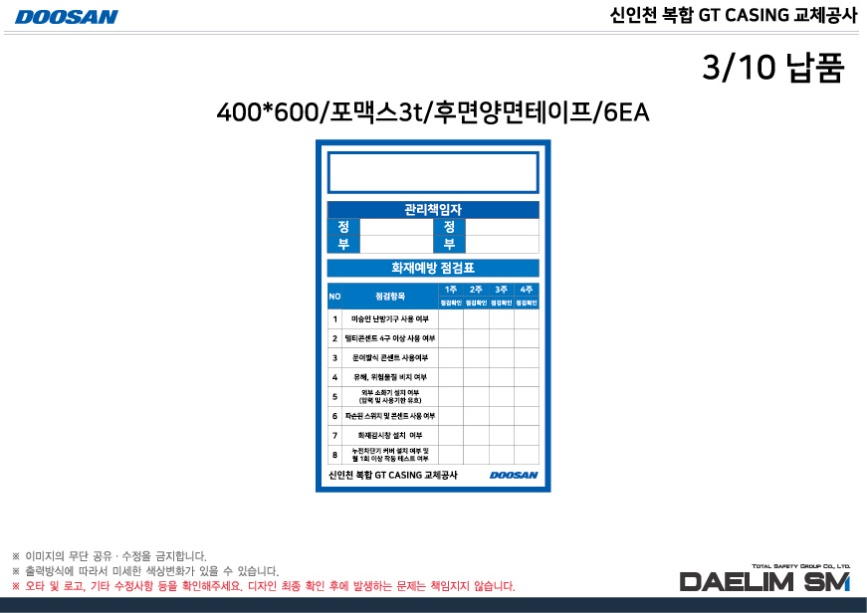 DOOSAN
신인천 복합 GT CASING 교체공사
3/10 납품
400*600/포맥스3t/후면양면테이프/6EA
관리책임자
정 정
부 부
화재예방 점검표
NO 점검항목 1주 2주 3주 4주
점검확인 점검확인 점검확인 점검확인
1 미승인 난방기구 사용 여부
2 멀티콘센트 4구 이상 사용 여부
3 문어발식 콘센트 사용여부
4 유해, 위험물질 비치 여부
5 외부 소화기 설치 여부
(압력 및 사용기한 유효)
6 파손된 스위치 및 콘센트 사용 여부
7 화재감시창 설치 여부
8 누전차단기 커버 설치 여부 및
월 1회 이상 작동 테스트 여부
신인천 복합 GT CASING 교체공사 DOOSAN
※ 이미지의 무단 공유 · 수정을 금지합니다.
※ 출력방식에 따라서 미세한 색상변화가 있을 수 있습니다.
※ 오타 및 로고, 기타 수정사항 등을 확인해주세요. 디자인 최종 확인 후에 발생하는 문제는 책임지지 않습니다.
TOTAL SAFETY GROUP CO., LTD.
DAELIM SM